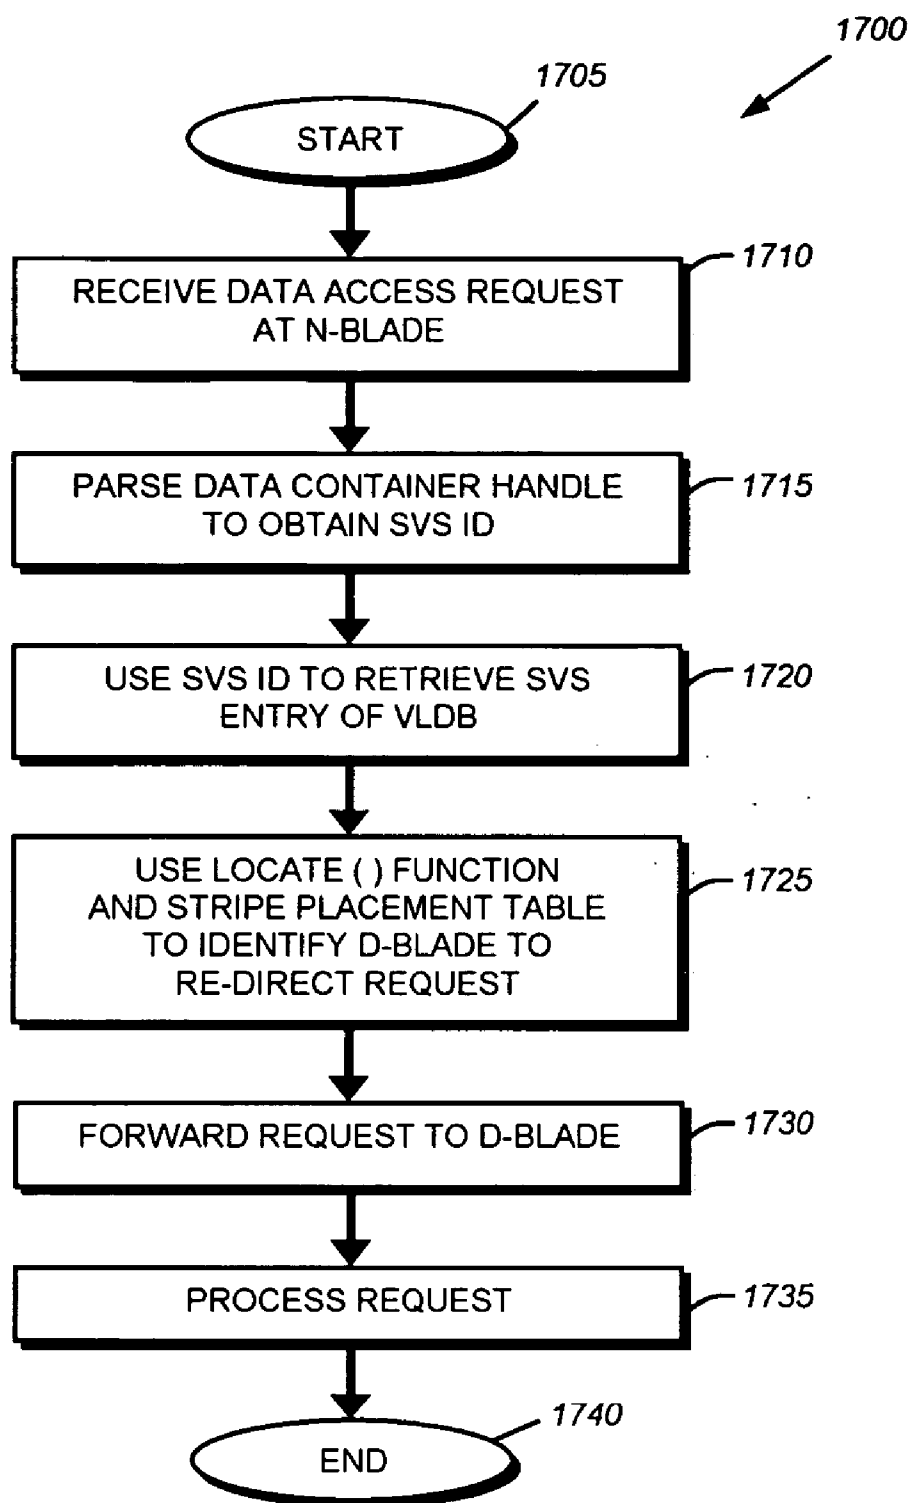 1700
1705
START
1710
RECEIVE DATA ACCESS REQUEST
AT N-BLADE
1715
PARSE DATA CONTAINER HANDLE
TO OBTAIN SVS ID
1720
USE SVS ID TO RETRIEVE SVS
ENTRY OF VLDB
1725
USE LOCATE ( ) FUNCTION
AND STRIPE PLACEMENT TABLE
TO IDENTIFY D-BLADE TO
RE-DIRECT REQUEST
1730
FORWARD REQUEST TO D-BLADE
1735
PROCESS REQUEST
1740
END